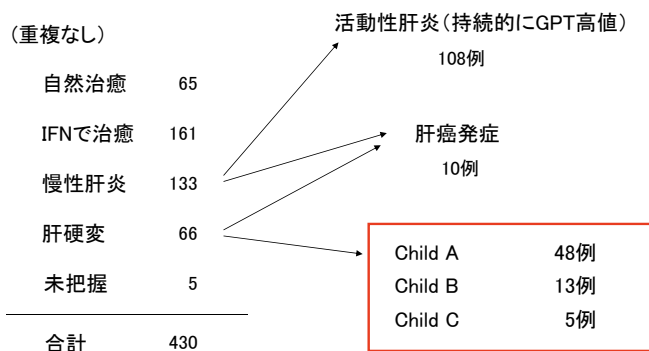 (重複なし)
自然治癒 65
IFNで治癒 161
慢性肝炎 133
肝硬変 66
未把握 5
合計 430
活動性肝炎(持続的にGPT高値)
108例
肝癌発症
10例
Child A 48例
Child B 13例
Child C 5例